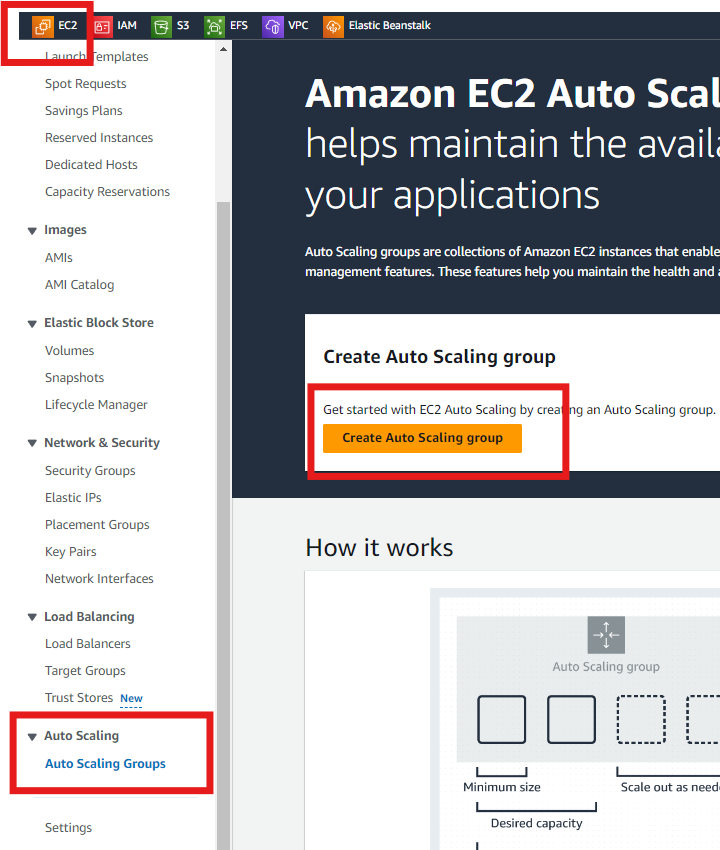 EC2 IAM S3 EFS VPC Elastic Beanstalk
Launch Templates
Spot Requests
Savings Plans
Reserved Instances
Dedicated Hosts
Capacity Reservations
Images
AMIs
AMI Catalog
Elastic Block Store
Volumes
Snapshots
Lifecycle Manager
Network & Security
Security Groups
Elastic IPs
Placement Groups
Key Pairs
Network Interfaces
Load Balancing
Load Balancers
Target Groups
Trust Stores New
Auto Scaling
Auto Scaling Groups
Settings
Amazon EC2 Auto Scal
helps maintain the avail
your applications
Auto Scaling groups are collections of Amazon EC2 instances that enable
management features. These features help you maintain the health and
Create Auto Scaling group
Get started with EC2 Auto Scaling by creating an Auto Scaling group.
Create Auto Scaling group
How it works
Auto Scaling group
Minimum size
Scale out as neede
Desired capacity